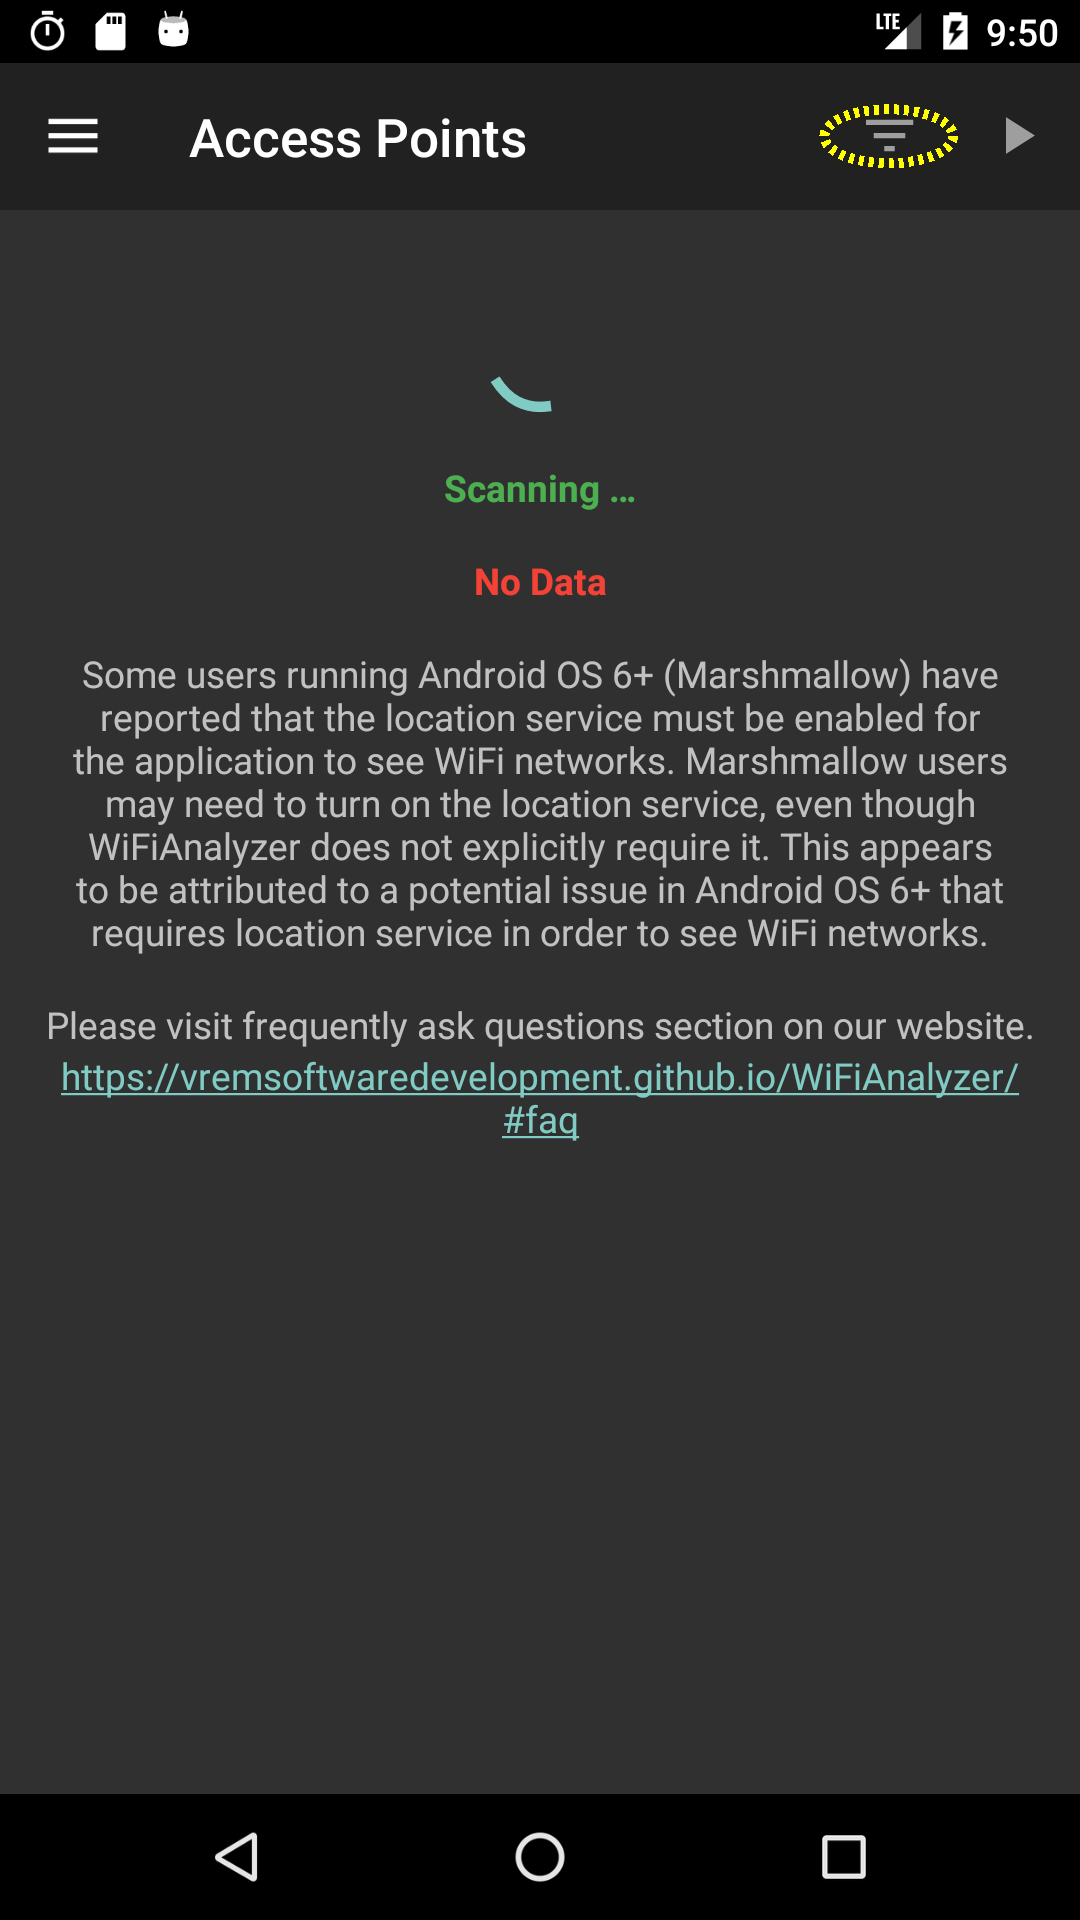 LTE 9:50
Access Points
Scanning ...
No Data
Some users running Android OS 6+ (Marshmallow) have
reported that the location service must be enabled for
the application to see WiFi networks. Marshmallow users
may need to turn on the location service, even though
WiFiAnalyzer does not explicitly require it. This appears
to be attributed to a potential issue in Android OS 6+ that
requires location service in order to see WiFi networks.
Please visit frequently ask questions section on our website.
https://vremsoftwaredevelopment.github.io/WiFiAnalyzer/
#faq